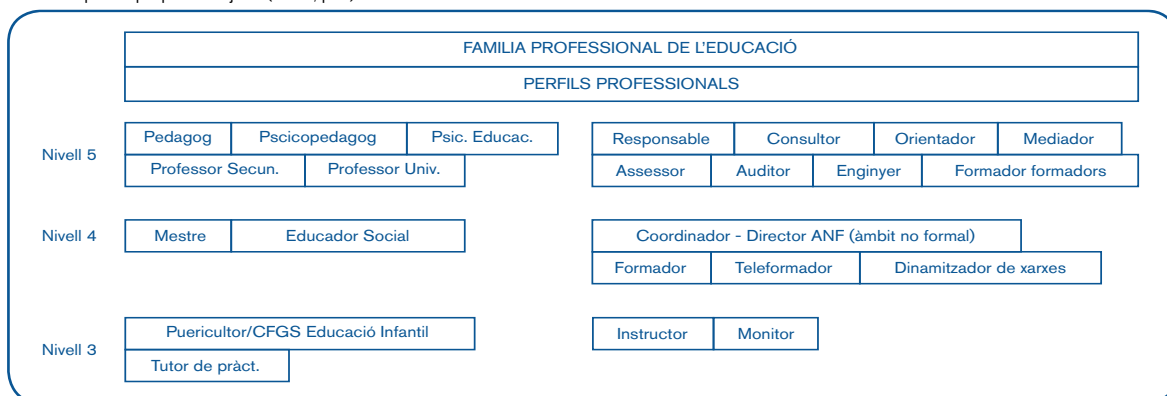 FAMILIA PROFESSIONAL DE L'EDUCACIÓ
PERFILS PROFESSIONALS
Nivell 5
Pedagog Pscicopedagog Psic. Educac.
Professor Secun. Professor Univ.
Responsable Consultor Orientador Mediador
Assessor Auditor Enginyer Formador formadors
Nivell 4
Mestre Educador Social
Coordinador - Director ANF (àmbit no formal)
Formador Teleformador Dinamitzador de xarxes
Nivell 3
Puericultor/CFGS Educació Infantil
Tutor de pràct.
Instructor Monitor